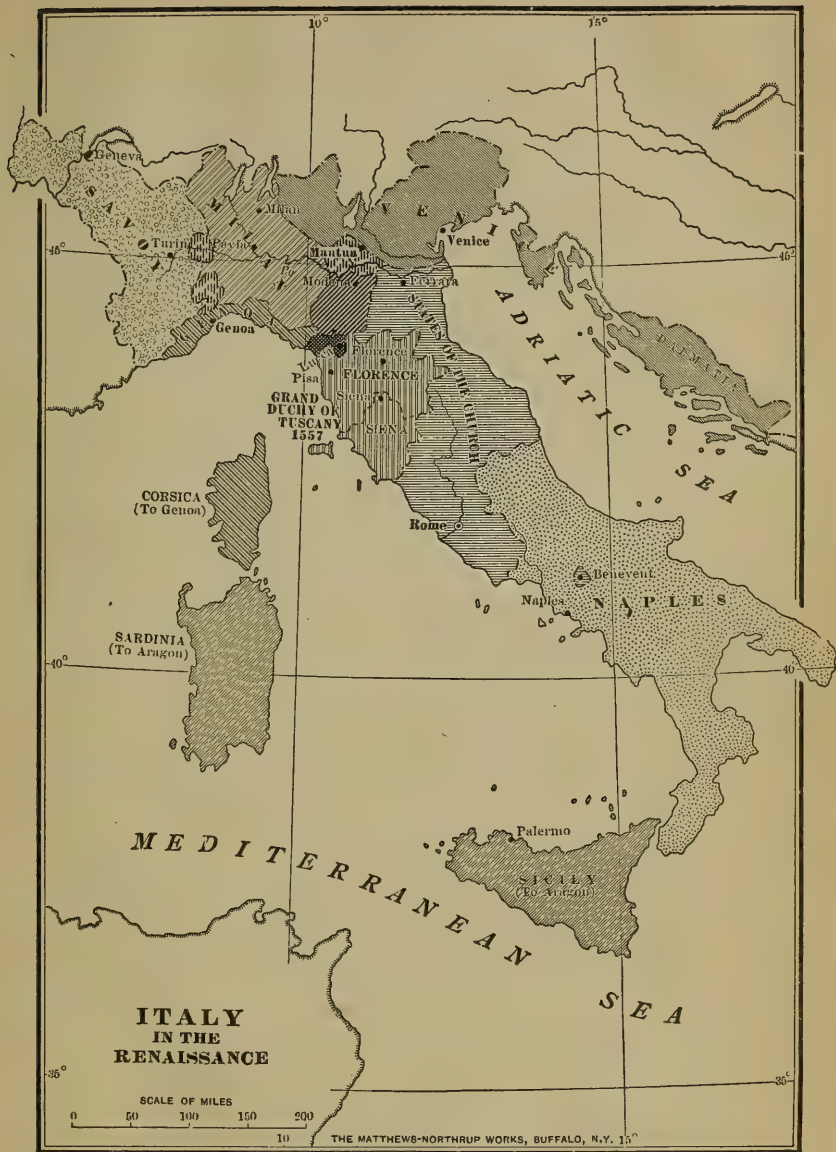 10° 15°
Geneva
SAVOY
MILAN
Milan
VENICE
Turin
Pavia
Venice
45° 45°
Mantua
Po
Modena
Ferrara
Genoa
ADRIATIC SEA
STATES OF THE CHURCH
DALMATIA
Lucca
Florence
Pisa
FLORENCE
Siena
GRAND
DUCHY OF
TUSCANY
1557
SIENA
CORSICA
(To Genoa)
Rome
Benevent
Naples
NAPLES
SARDINIA
(To Aragon)
40° 40°
Palermo
MEDITERRANEAN SEA
SICILY
(To Aragon)
ITALY
IN THE
RENAISSANCE
35° 35°
SCALE OF MILES
0 50 100 150 200
10 THE MATTHEWS-NORTHRUP WORKS, BUFFALO, N.Y. 15°